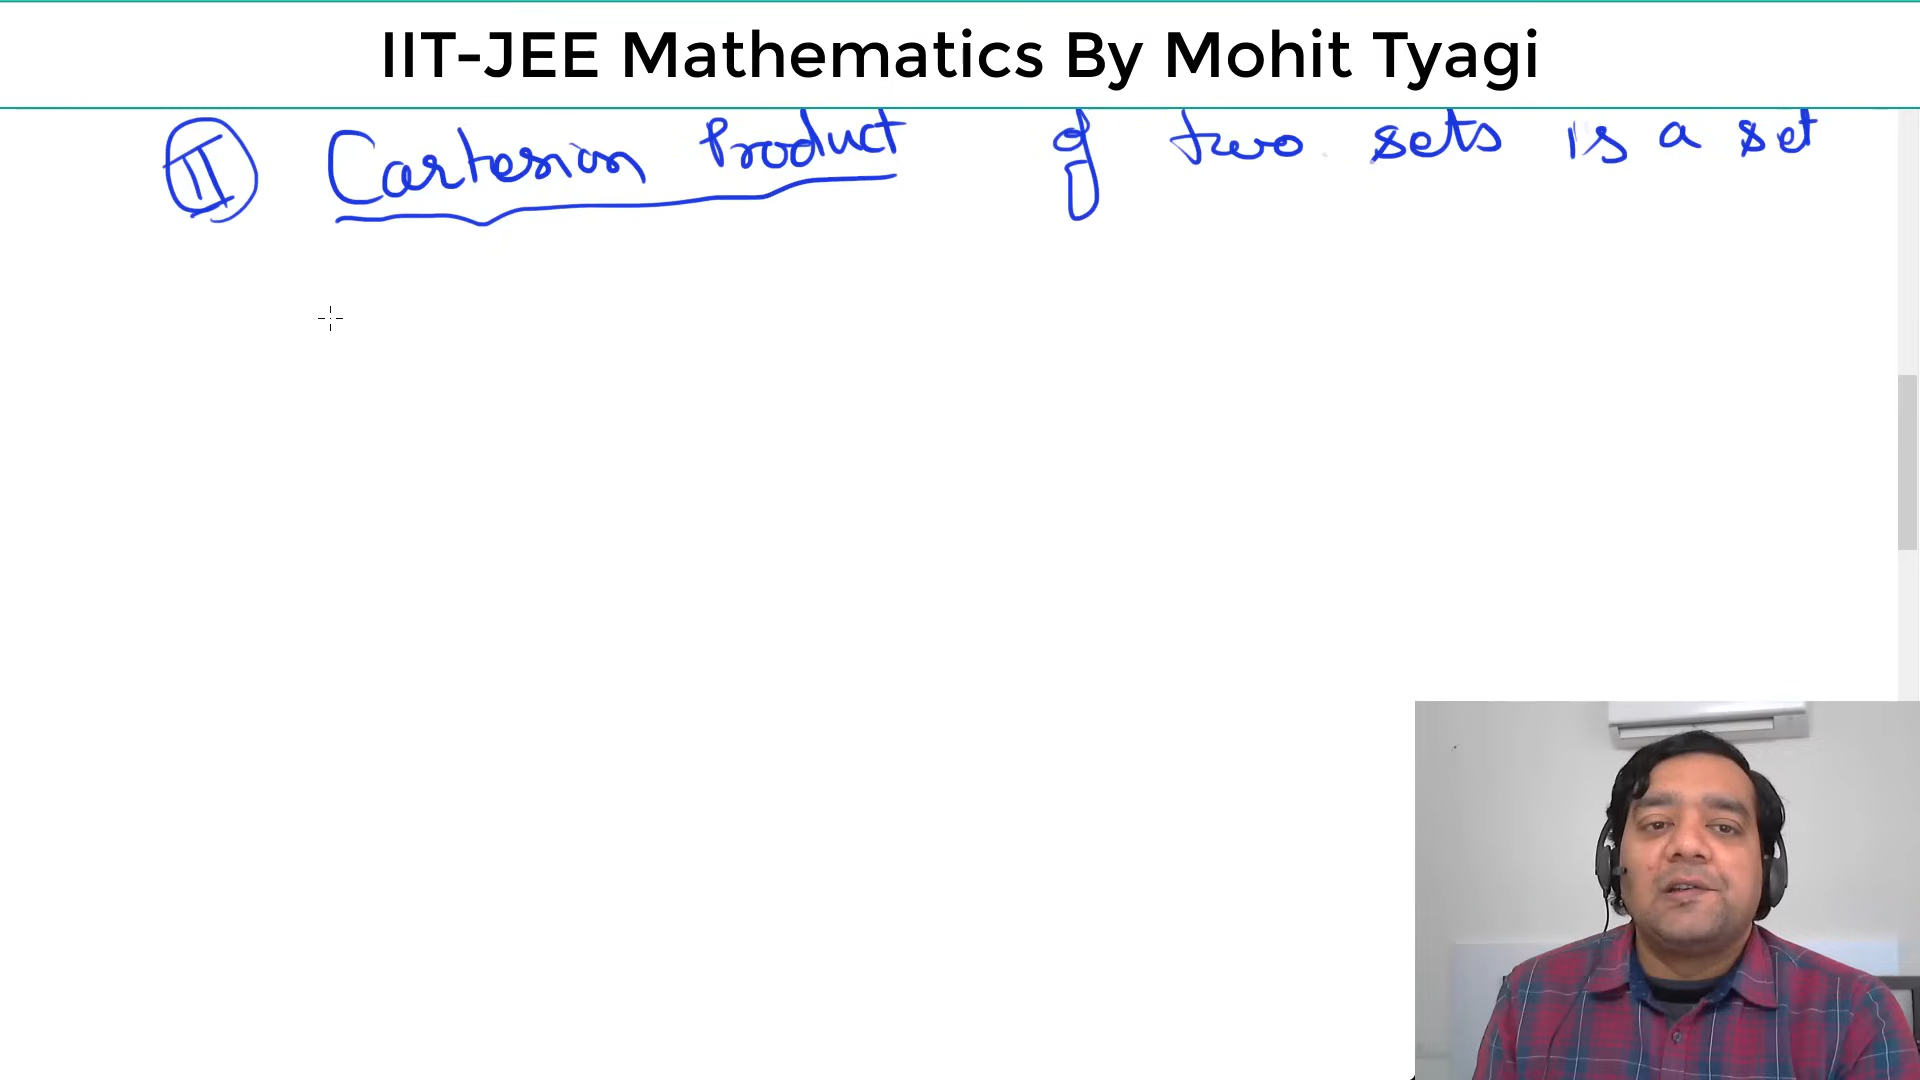 IIT-JEE Mathematics By Mohit Tyagi
II Cartesian Product of two sets is a set